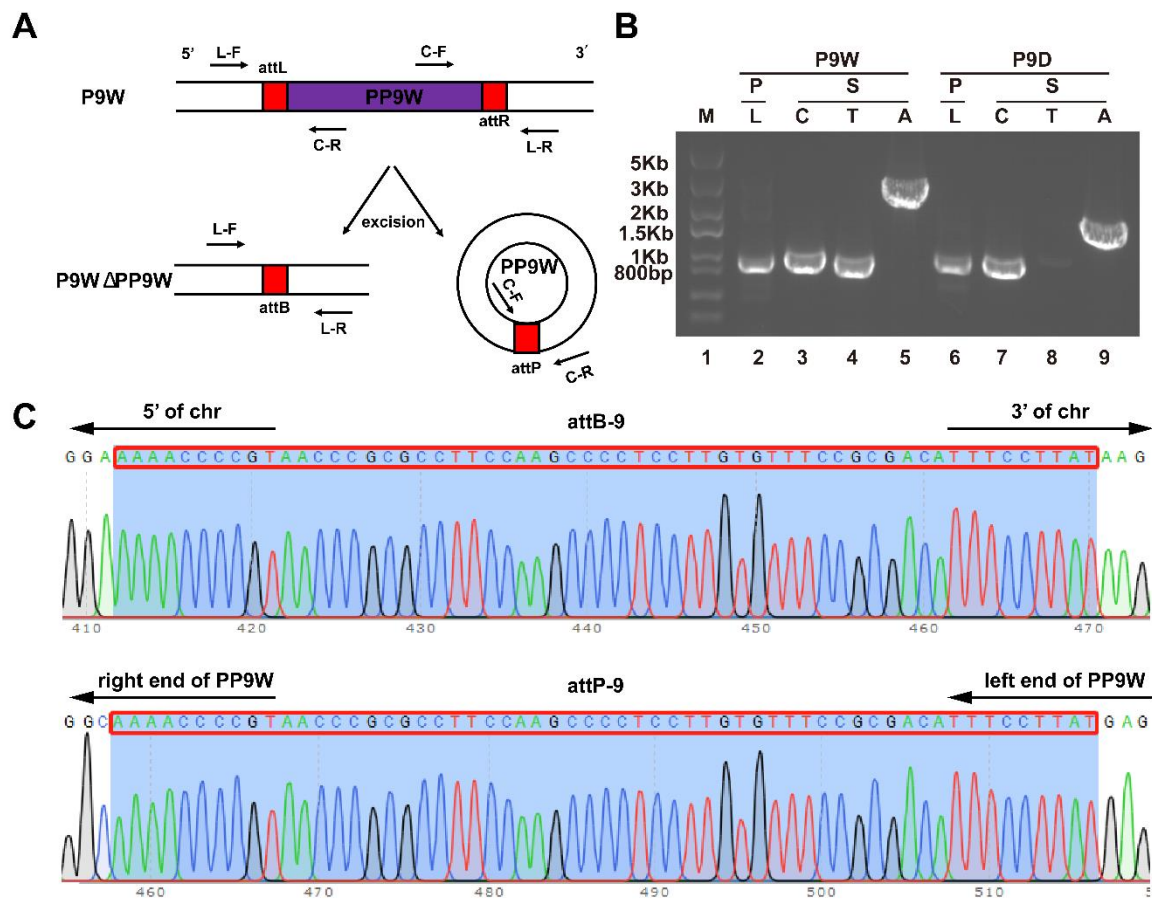 A
5'
L-F
C-F
3'
attL
P9W
PP9W
attR
C-R
L-R
excision
L-F
P9W ΔPP9W
attB
L-R
PP9W
C-F
attP
C-R
B
P9W P9D
P S P S
M L C T A L C T A
5Kb
3Kb
2Kb
1.5Kb
1Kb
800bp
1 2 3 4 5 6 7 8 9
C
5' of chr attB-9 3' of chr
G G A A A A A C C C C G T A A C C C G C G C C T T C C A A G C C C C T C C T T G T G T T T C C G C G A C A T T T C C T T A T A A G
410 420 430 440 450 460 470
right end of PP9W attP-9 left end of PP9W
G G C A A A A C C C C G T A A C C C G C G C C T T C C A A G C C C C T C C T T G T G T T T C C G C G A C A T T T C C T T A T G A G
460 470 480 490 500 510